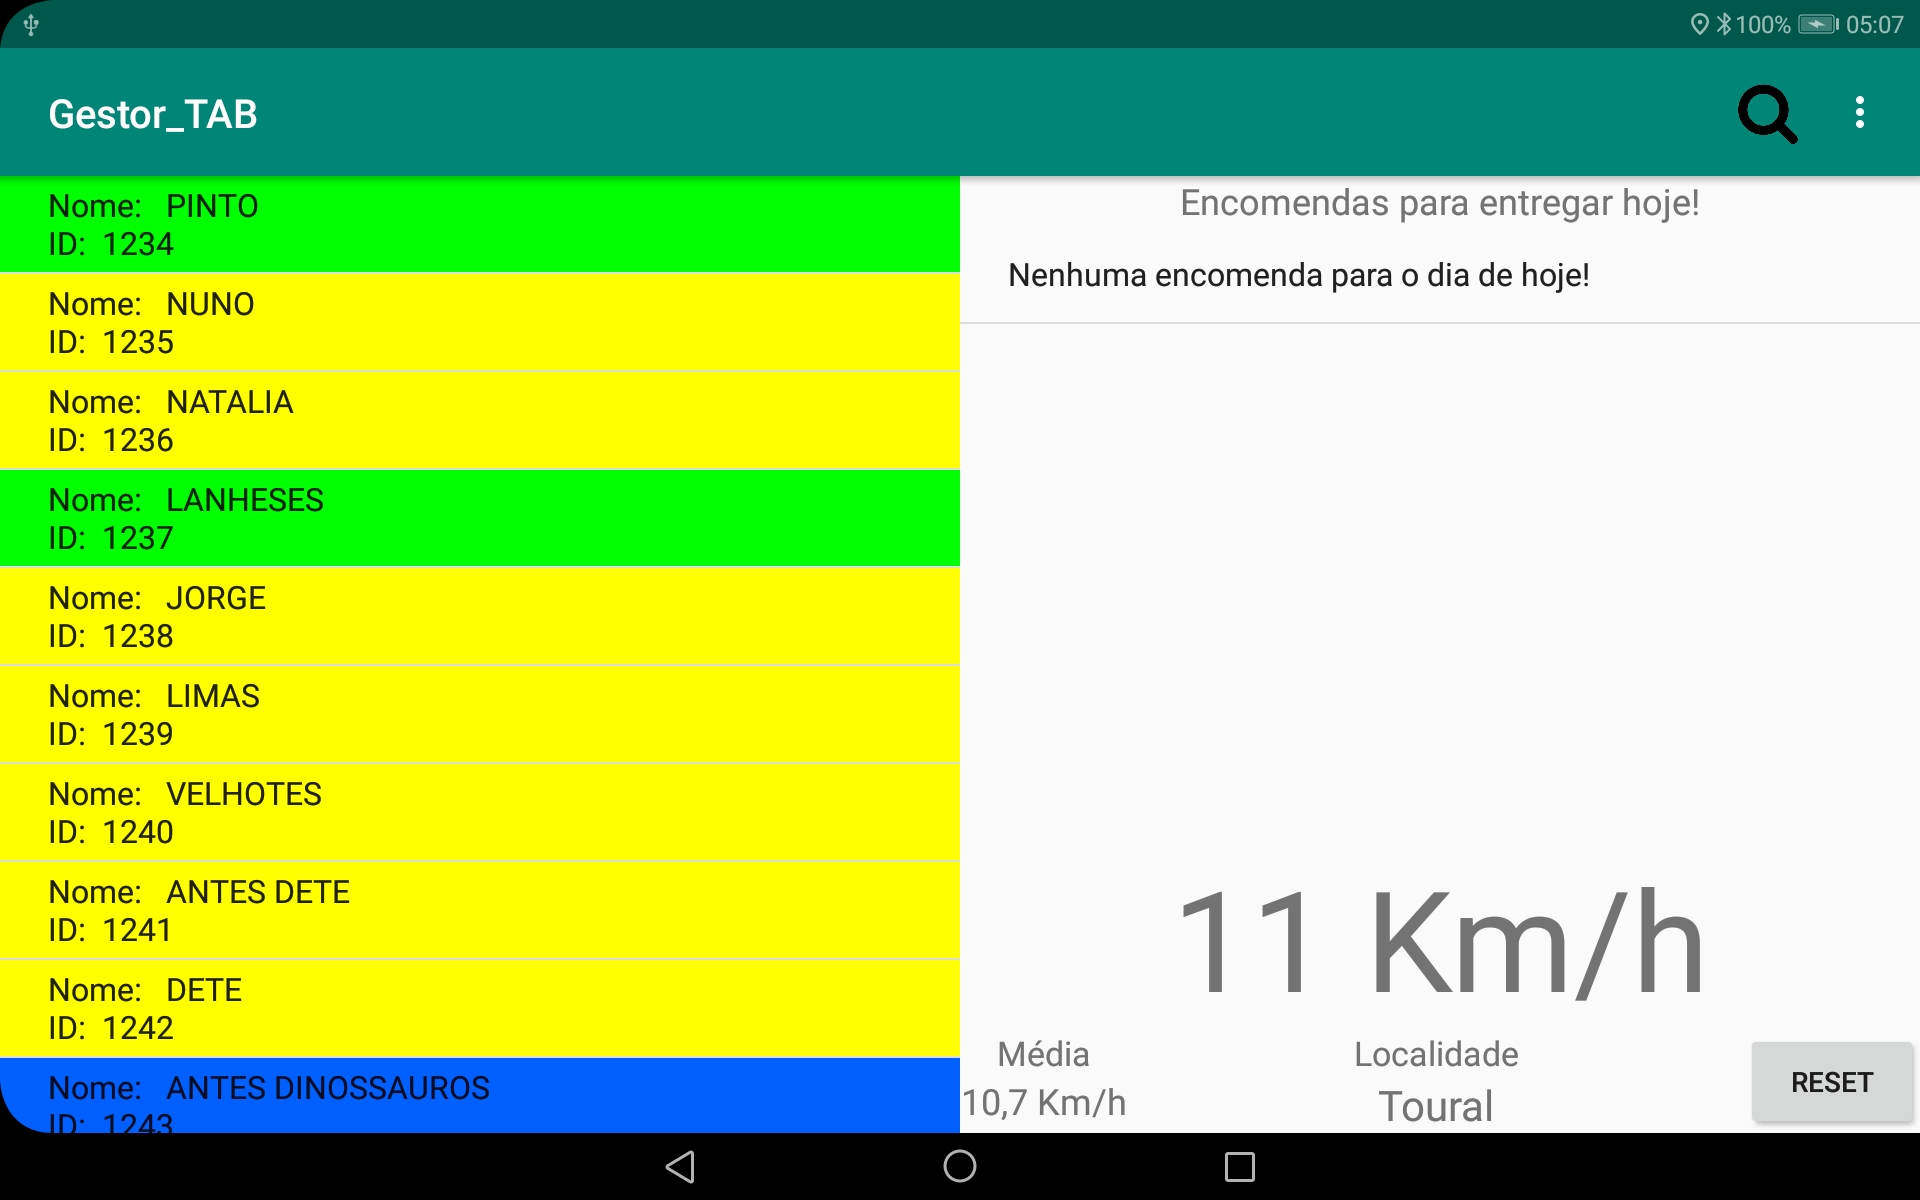 100% 05:07
Gestor_TAB
Nome: PINTO
ID: 1234
Nome: NUNO
ID: 1235
Nome: NATALIA
ID: 1236
Nome: LANHESES
ID: 1237
Nome: JORGE
ID: 1238
Nome: LIMAS
ID: 1239
Nome: VELHOTES
ID: 1240
Nome: ANTES DETE
ID: 1241
Nome: DETE
ID: 1242
Nome: ANTES DINOSSAUROS
ID: 1243
Encomendas para entregar hoje!
Nenhuma encomenda para o dia de hoje!
11 Km/h
Média
10,7 Km/h
Localidade
Toural
RESET